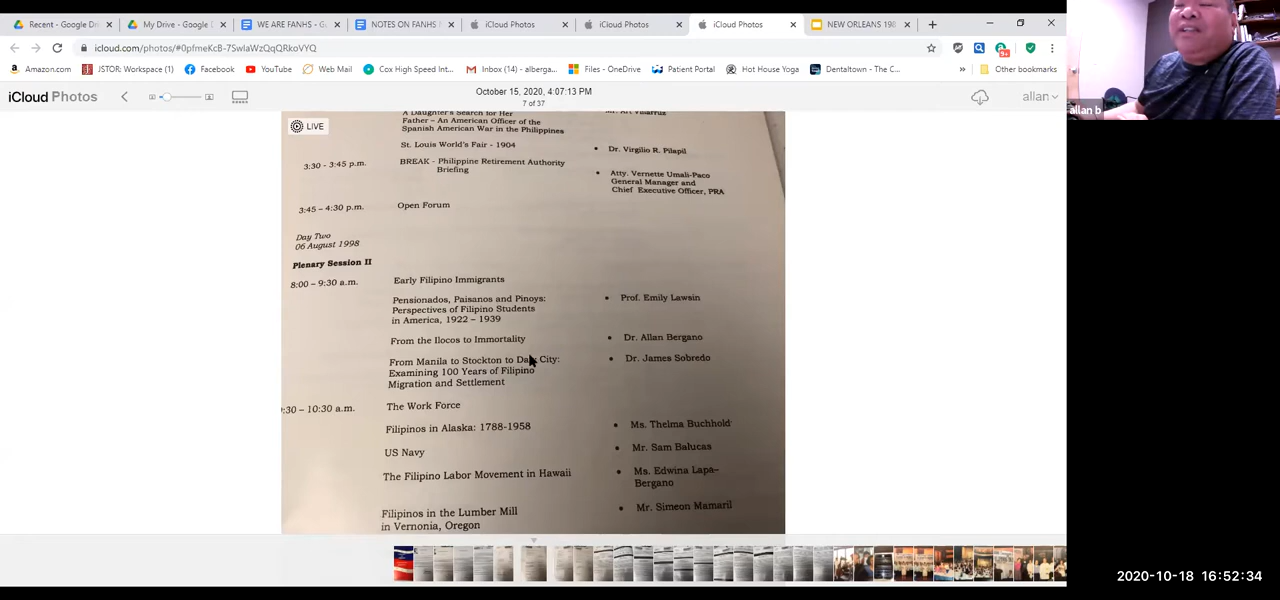 Recent - Google Dr
My Drive - Google D
WE ARE FANHS - G
NOTES ON FANHS N
iCloud Photos
iCloud Photos
iCloud Photos
NEW ORLEANS 198
icloud.com/photos/#0pfmeKcB-7SwlaWzQqQRkoVYQ
Amazon.com
JSTOR: Workspace (1)
Facebook
YouTube
Web Mail
Cox High Speed Int...
Inbox (14) - alberga...
Files - OneDrive
Patient Portal
Hot House Yoga
Dentaltown - The C...
Other bookmarks
iCloud Photos
October 15, 2020, 4:07:13 PM
7 of 37
allan
allan b
LIVE
A Daughter's Search for Her
Father – An American Officer of the
Spanish American War in the Philippines
Mr. Art Villarruz
St. Louis World's Fair - 1904
• Dr. Virgilio R. Pilapil
3:30 - 3:45 p.m.
BREAK - Philippine Retirement Authority
Briefing
• Atty. Vernette Umali-Paco
General Manager and
Chief Executive Officer, PRA
3:45 – 4:30 p.m.
Open Forum
Day Two
06 August 1998
Plenary Session II
8:00 – 9:30 a.m.
Early Filipino Immigrants
Pensionados, Paisanos and Pinoys:
Perspectives of Filipino Students
in America, 1922 – 1939
• Prof. Emily Lawsin
From the Ilocos to Immortality
• Dr. Allan Bergano
From Manila to Stockton to Daly City:
Examining 100 Years of Filipino
Migration and Settlement
• Dr. James Sobredo
:30 – 10:30 a.m.
The Work Force
Filipinos in Alaska: 1788-1958
• Ms. Thelma Buchhold
US Navy
• Mr. Sam Balucas
The Filipino Labor Movement in Hawaii
• Ms. Edwina Lapa–
Bergano
Filipinos in the Lumber Mill
in Vernonia, Oregon
• Mr. Simeon Mamaril
2020-10-18 16:52:34